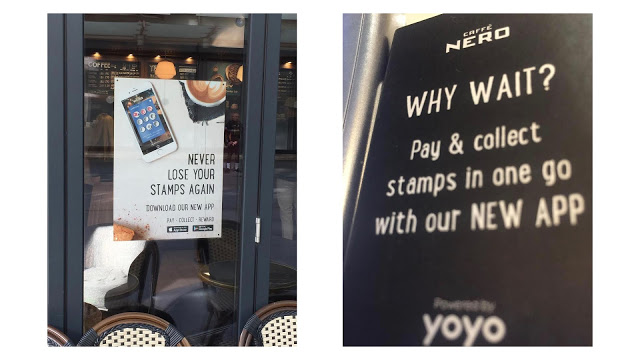 COFFEE
NEVER
LOSE YOUR
STAMPS AGAIN
DOWNLOAD OUR NEW APP
PAY · COLLECT · REWARD
CAFFÈ
NERO
WHY WAIT?
Pay & collect
stamps in one go
with our NEW APP
Powered by
yoyo